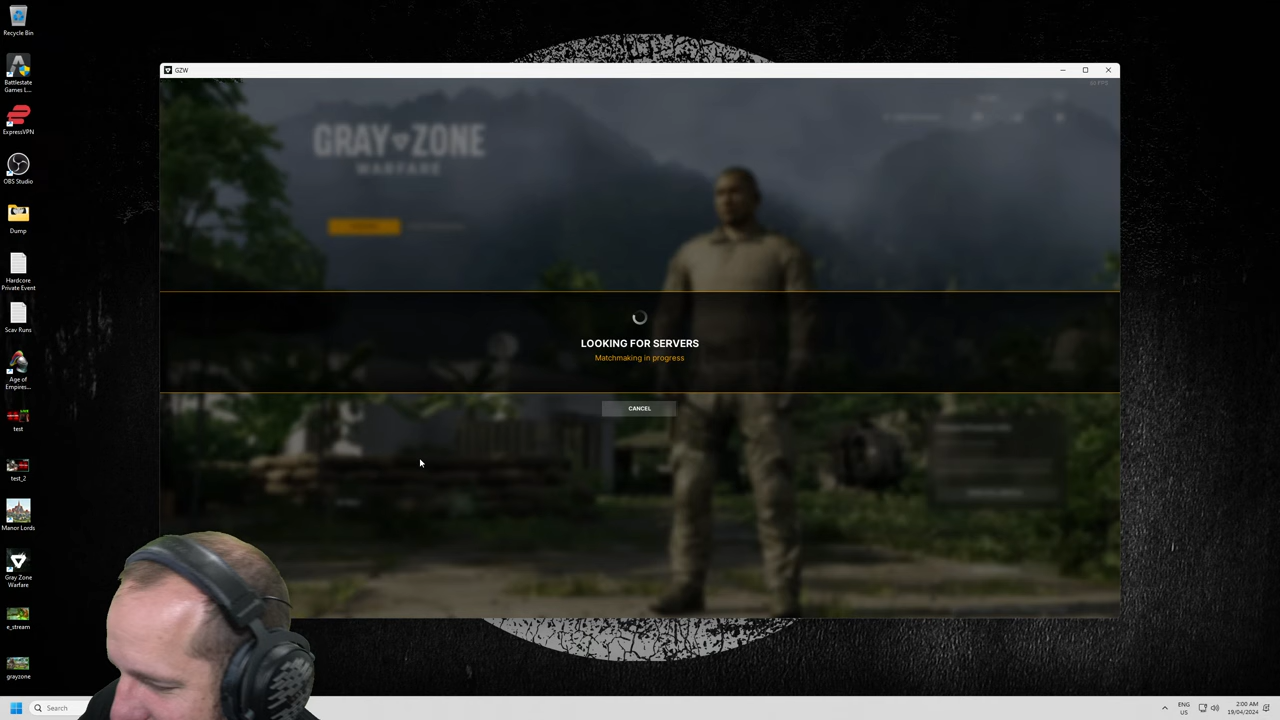 Recycle Bin
Battlestate
Games L...
ExpressVPN
OBS Studio
Dump
Hardcore
Private Event
Scav Runs
Age of
Empires...
test
test_2
Manor Lords
Gray Zone
Warfare
e_stream
grayzone
GZW
GRAY ZONE
WARFARE
LOOKING FOR SERVERS
Matchmaking in progress
CANCEL
Search
ENG
US
2:00 AM
19/04/2024